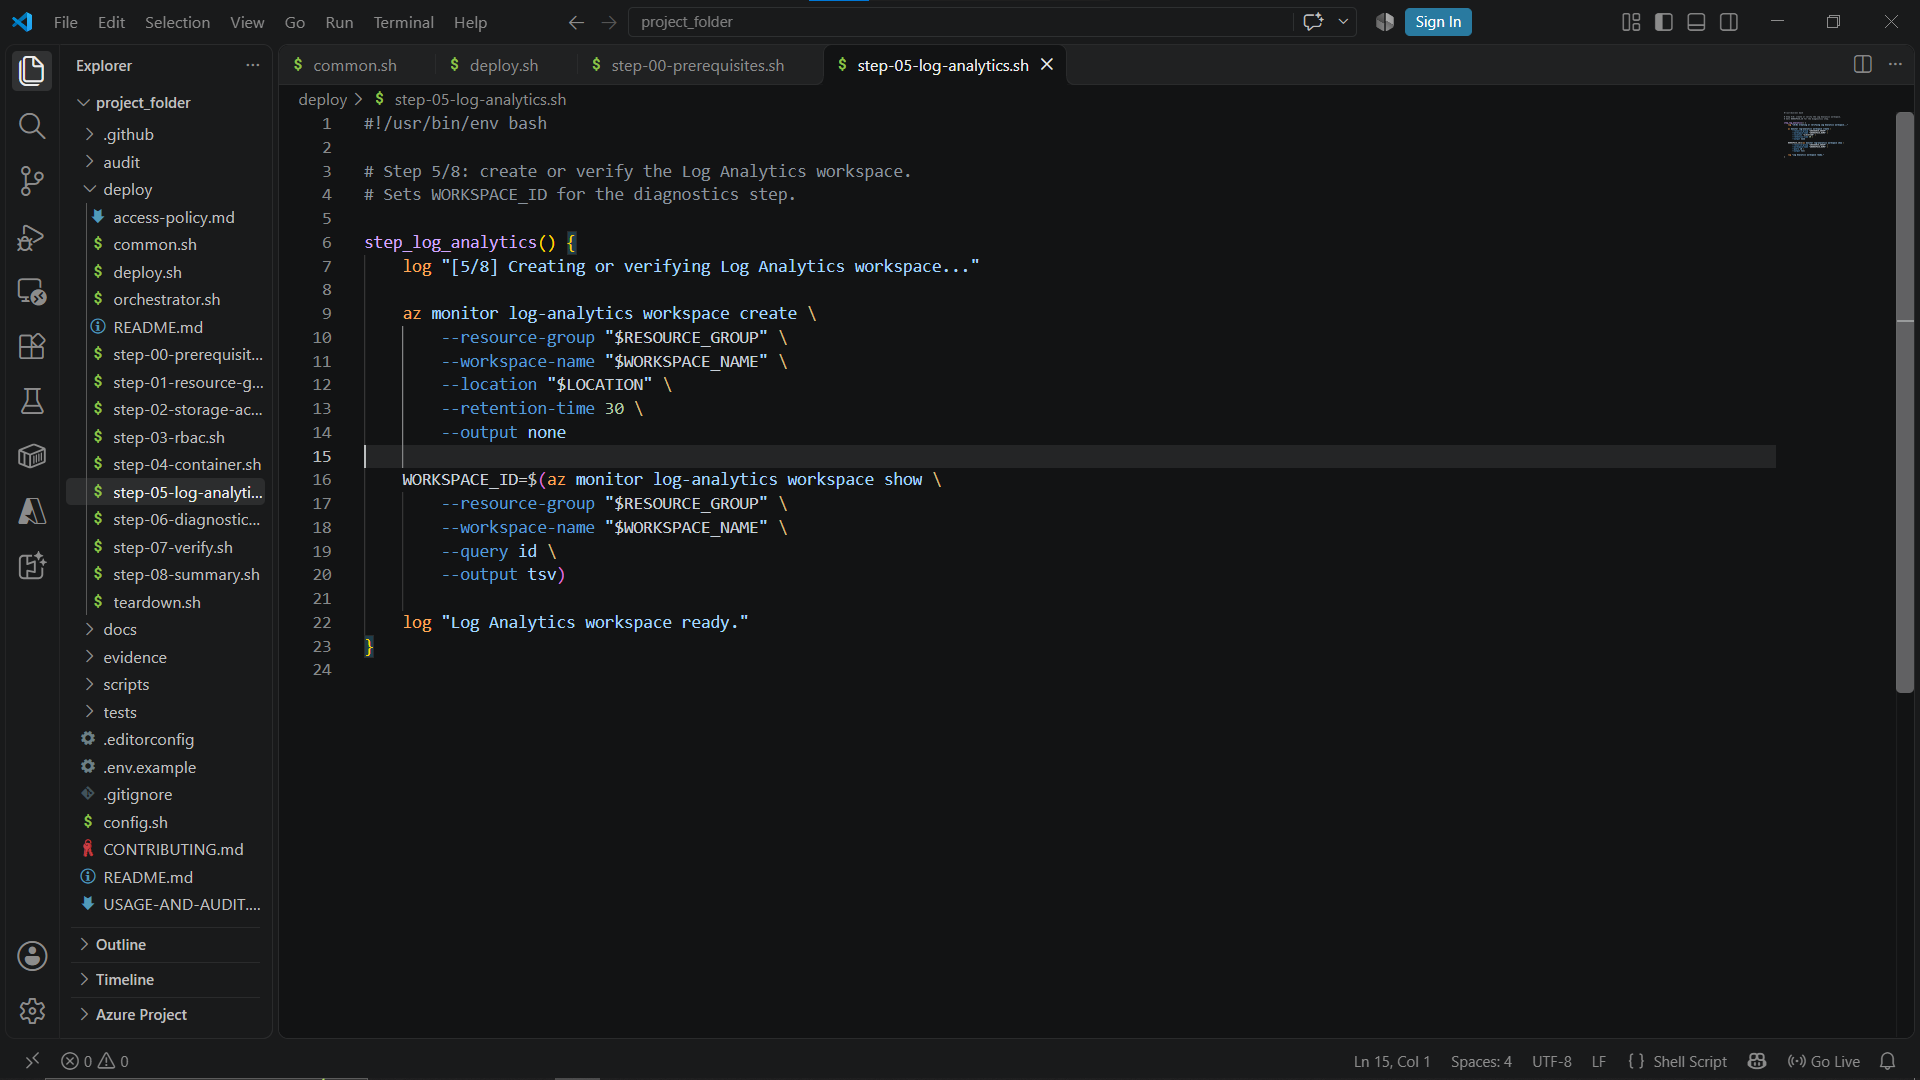 File Edit Selection View Go Run Terminal Help project_folder Sign In
Explorer
project_folder
.github
audit
deploy
access-policy.md
common.sh
deploy.sh
orchestrator.sh
README.md
step-00-prerequisit...
step-01-resource-g...
step-02-storage-ac...
step-03-rbac.sh
step-04-container.sh
step-05-log-analyti...
step-06-diagnostic...
step-07-verify.sh
step-08-summary.sh
teardown.sh
docs
evidence
scripts
tests
.editorconfig
.env.example
.gitignore
config.sh
CONTRIBUTING.md
README.md
USAGE-AND-AUDIT....
Outline
Timeline
Azure Project
common.sh deploy.sh step-00-prerequisites.sh step-05-log-analytics.sh
deploy > step-05-log-analytics.sh
1 #!/usr/bin/env bash
2
3 # Step 5/8: create or verify the Log Analytics workspace.
4 # Sets WORKSPACE_ID for the diagnostics step.
5
6 step_log_analytics() {
7     log "[5/8] Creating or verifying Log Analytics workspace..."
8
9     az monitor log-analytics workspace create \
10         --resource-group "$RESOURCE_GROUP" \
11         --workspace-name "$WORKSPACE_NAME" \
12         --location "$LOCATION" \
13         --retention-time 30 \
14         --output none
15
16     WORKSPACE_ID=$(az monitor log-analytics workspace show \
17         --resource-group "$RESOURCE_GROUP" \
18         --workspace-name "$WORKSPACE_NAME" \
19         --query id \
20         --output tsv)
21
22     log "Log Analytics workspace ready."
23 }
24
0 0 Ln 15, Col 1 Spaces: 4 UTF-8 LF { } Shell Script Go Live